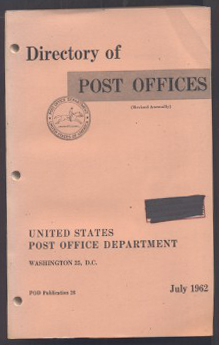 Directory of
POST OFFICES
(Revised Annually)
UNITED STATES
POST OFFICE DEPARTMENT
WASHINGTON 25, D.C.
POD Publication 26
July 1962